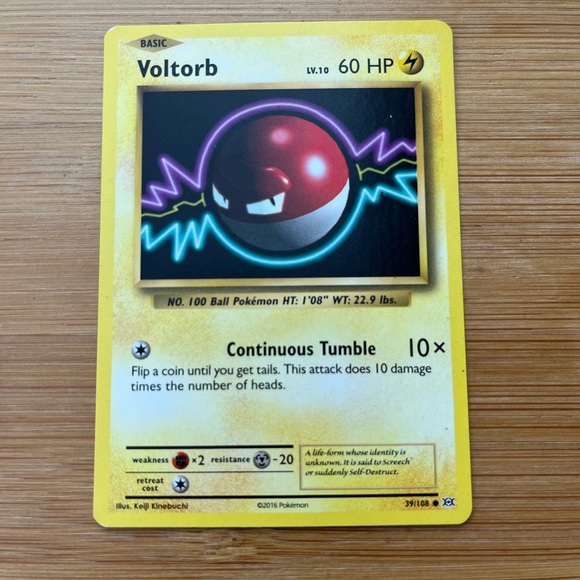 BASIC
Voltorb LV.10 60 HP
NO. 100 Ball Pokémon HT: 1'08" WT: 22.9 lbs.
Continuous Tumble 10×
Flip a coin until you get tails. This attack does 10 damage
times the number of heads.
weakness ×2 resistance -20
retreat
cost
A life-form whose identity is
unknown. It is said to Screech
or suddenly Self-Destruct.
Illus. Keiji Kinebuchi
©2016 Pokémon
39/108